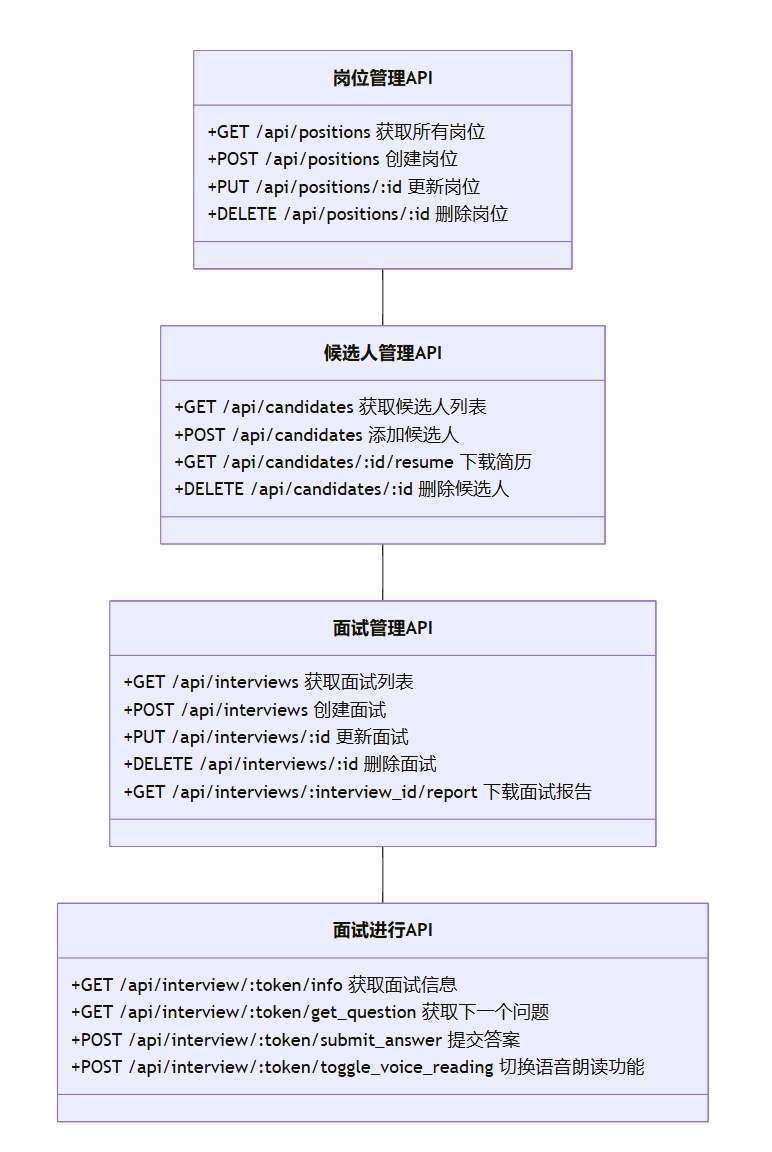 岗位管理API
+GET /api/positions 获取所有岗位
+POST /api/positions 创建岗位
+PUT /api/positions/:id 更新岗位
+DELETE /api/positions/:id 删除岗位
候选人管理API
+GET /api/candidates 获取候选人列表
+POST /api/candidates 添加候选人
+GET /api/candidates/:id/resume 下载简历
+DELETE /api/candidates/:id 删除候选人
面试管理API
+GET /api/interviews 获取面试列表
+POST /api/interviews 创建面试
+PUT /api/interviews/:id 更新面试
+DELETE /api/interviews/:id 删除面试
+GET /api/interviews/:interview_id/report 下载面试报告
面试进行API
+GET /api/interview/:token/info 获取面试信息
+GET /api/interview/:token/get_question 获取下一个问题
+POST /api/interview/:token/submit_answer 提交答案
+POST /api/interview/:token/toggle_voice_reading 切换语音朗读功能